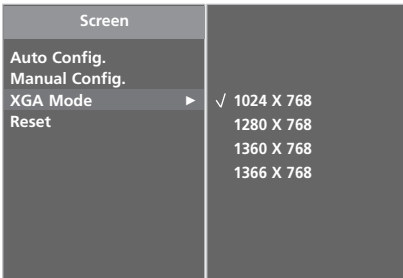 Screen
Auto Config.
Manual Config.
XGA Mode ►
Reset
√ 1024 X 768
1280 X 768
1360 X 768
1366 X 768